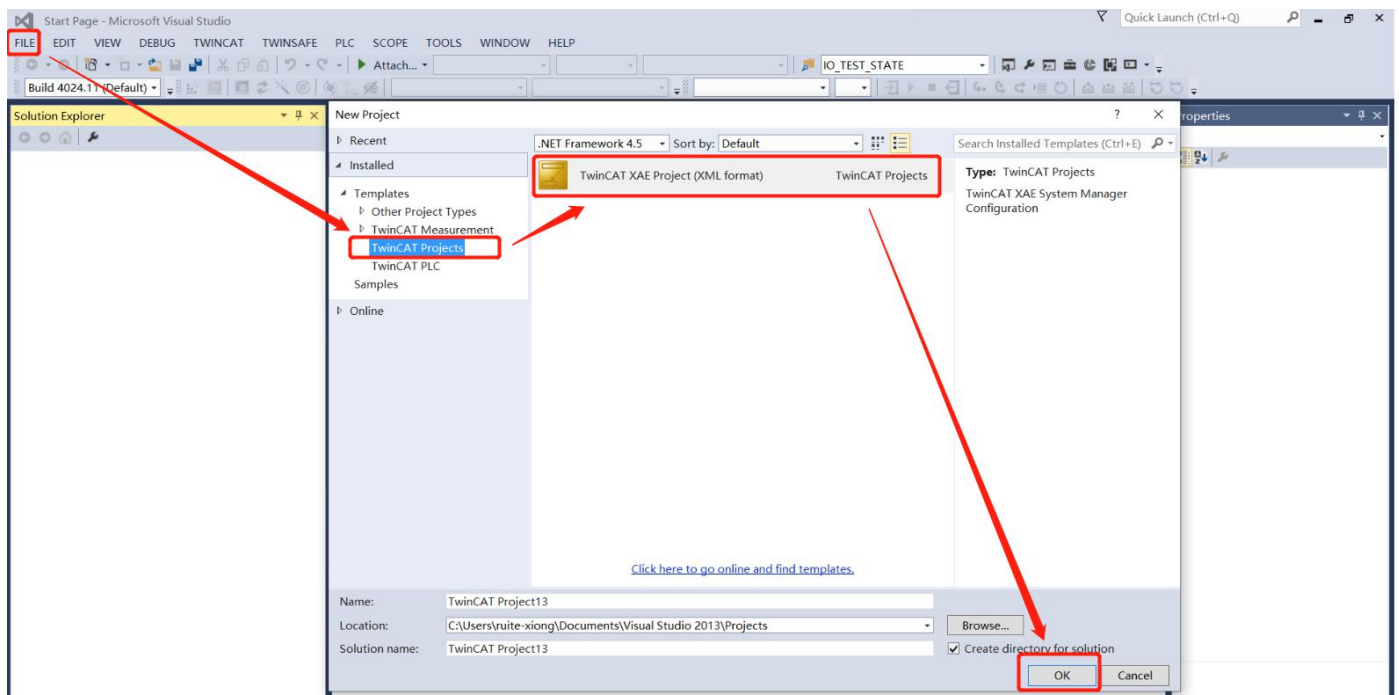 Start Page - Microsoft Visual Studio
Quick Launch (Ctrl+Q)
FILE EDIT VIEW DEBUG TWINCAT TWINSAFE PLC SCOPE TOOLS WINDOW HELP
Attach...
IO_TEST_STATE
Build 4024.11 (Default)
Solution Explorer
New Project
?
Properties
Recent
.NET Framework 4.5
Sort by: Default
Search Installed Templates (Ctrl+E)
Installed
TwinCAT XAE Project (XML format) TwinCAT Projects
Type: TwinCAT Projects
TwinCAT XAE System Manager
Configuration
Templates
Other Project Types
TwinCAT Measurement
TwinCAT Projects
TwinCAT PLC
Samples
Online
Click here to go online and find templates.
Name: TwinCAT Project13
Location: C:\Users\ruite-xiong\Documents\Visual Studio 2013\Projects
Browse...
Solution name: TwinCAT Project13
Create directory for solution
OK Cancel